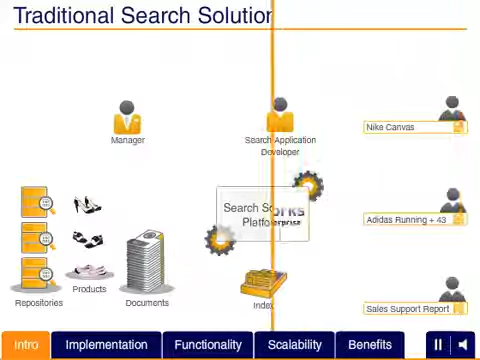 Traditional Search Solution
Nike Canvas
Manager
Search Application
Developer
Search
Adidas Running + 43
Products
Repositories
Documents
Index
Sales Support Report
Intro
Implementation
Functionality
Scalability
Benefits